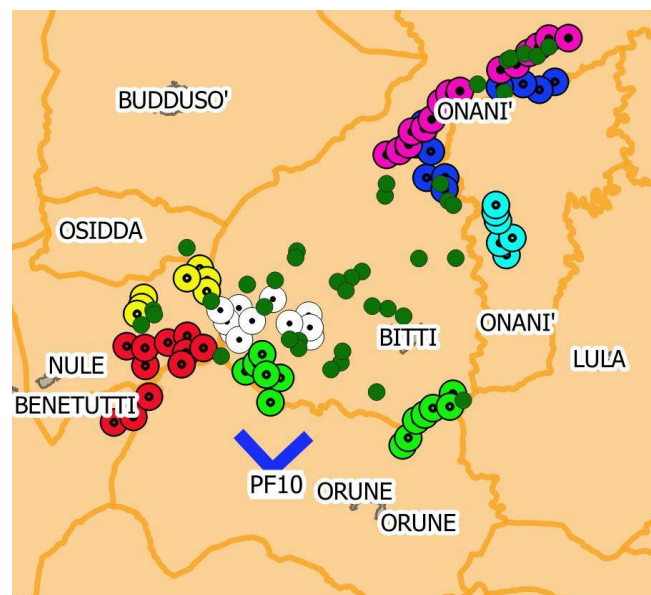 BUDDUSO'
ONANI'
OSIDDA
ONANI'
BITTI
LULA
NULE
BENETUTTI
PF10
ORUNE
ORUNE